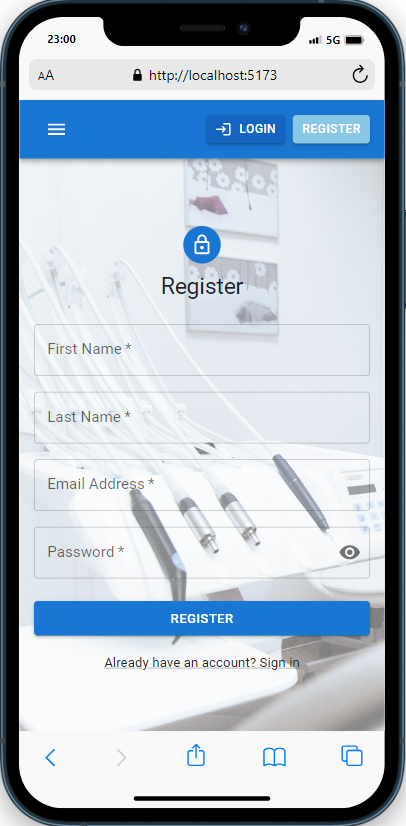 23:00
5G
AA
http://localhost:5173
LOGIN
REGISTER
Register
First Name *
Last Name *
Email Address *
Password *
REGISTER
Already have an account? Sign in